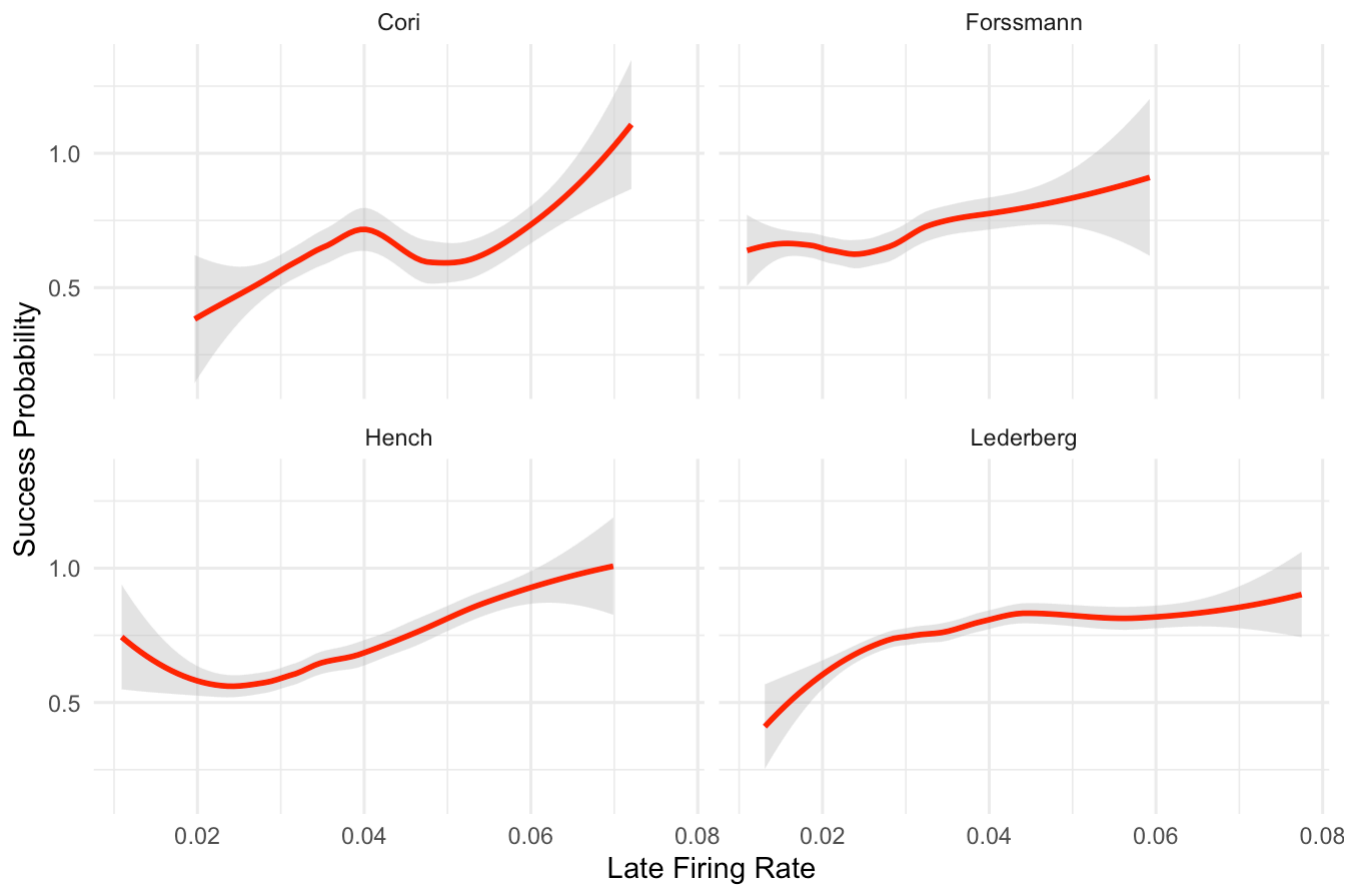 Cori
Forssmann
1.0
0.5
Hench
Lederberg
1.0
0.5
0.02 0.04 0.06 0.08 0.02 0.04 0.06 0.08
Late Firing Rate
Success Probability